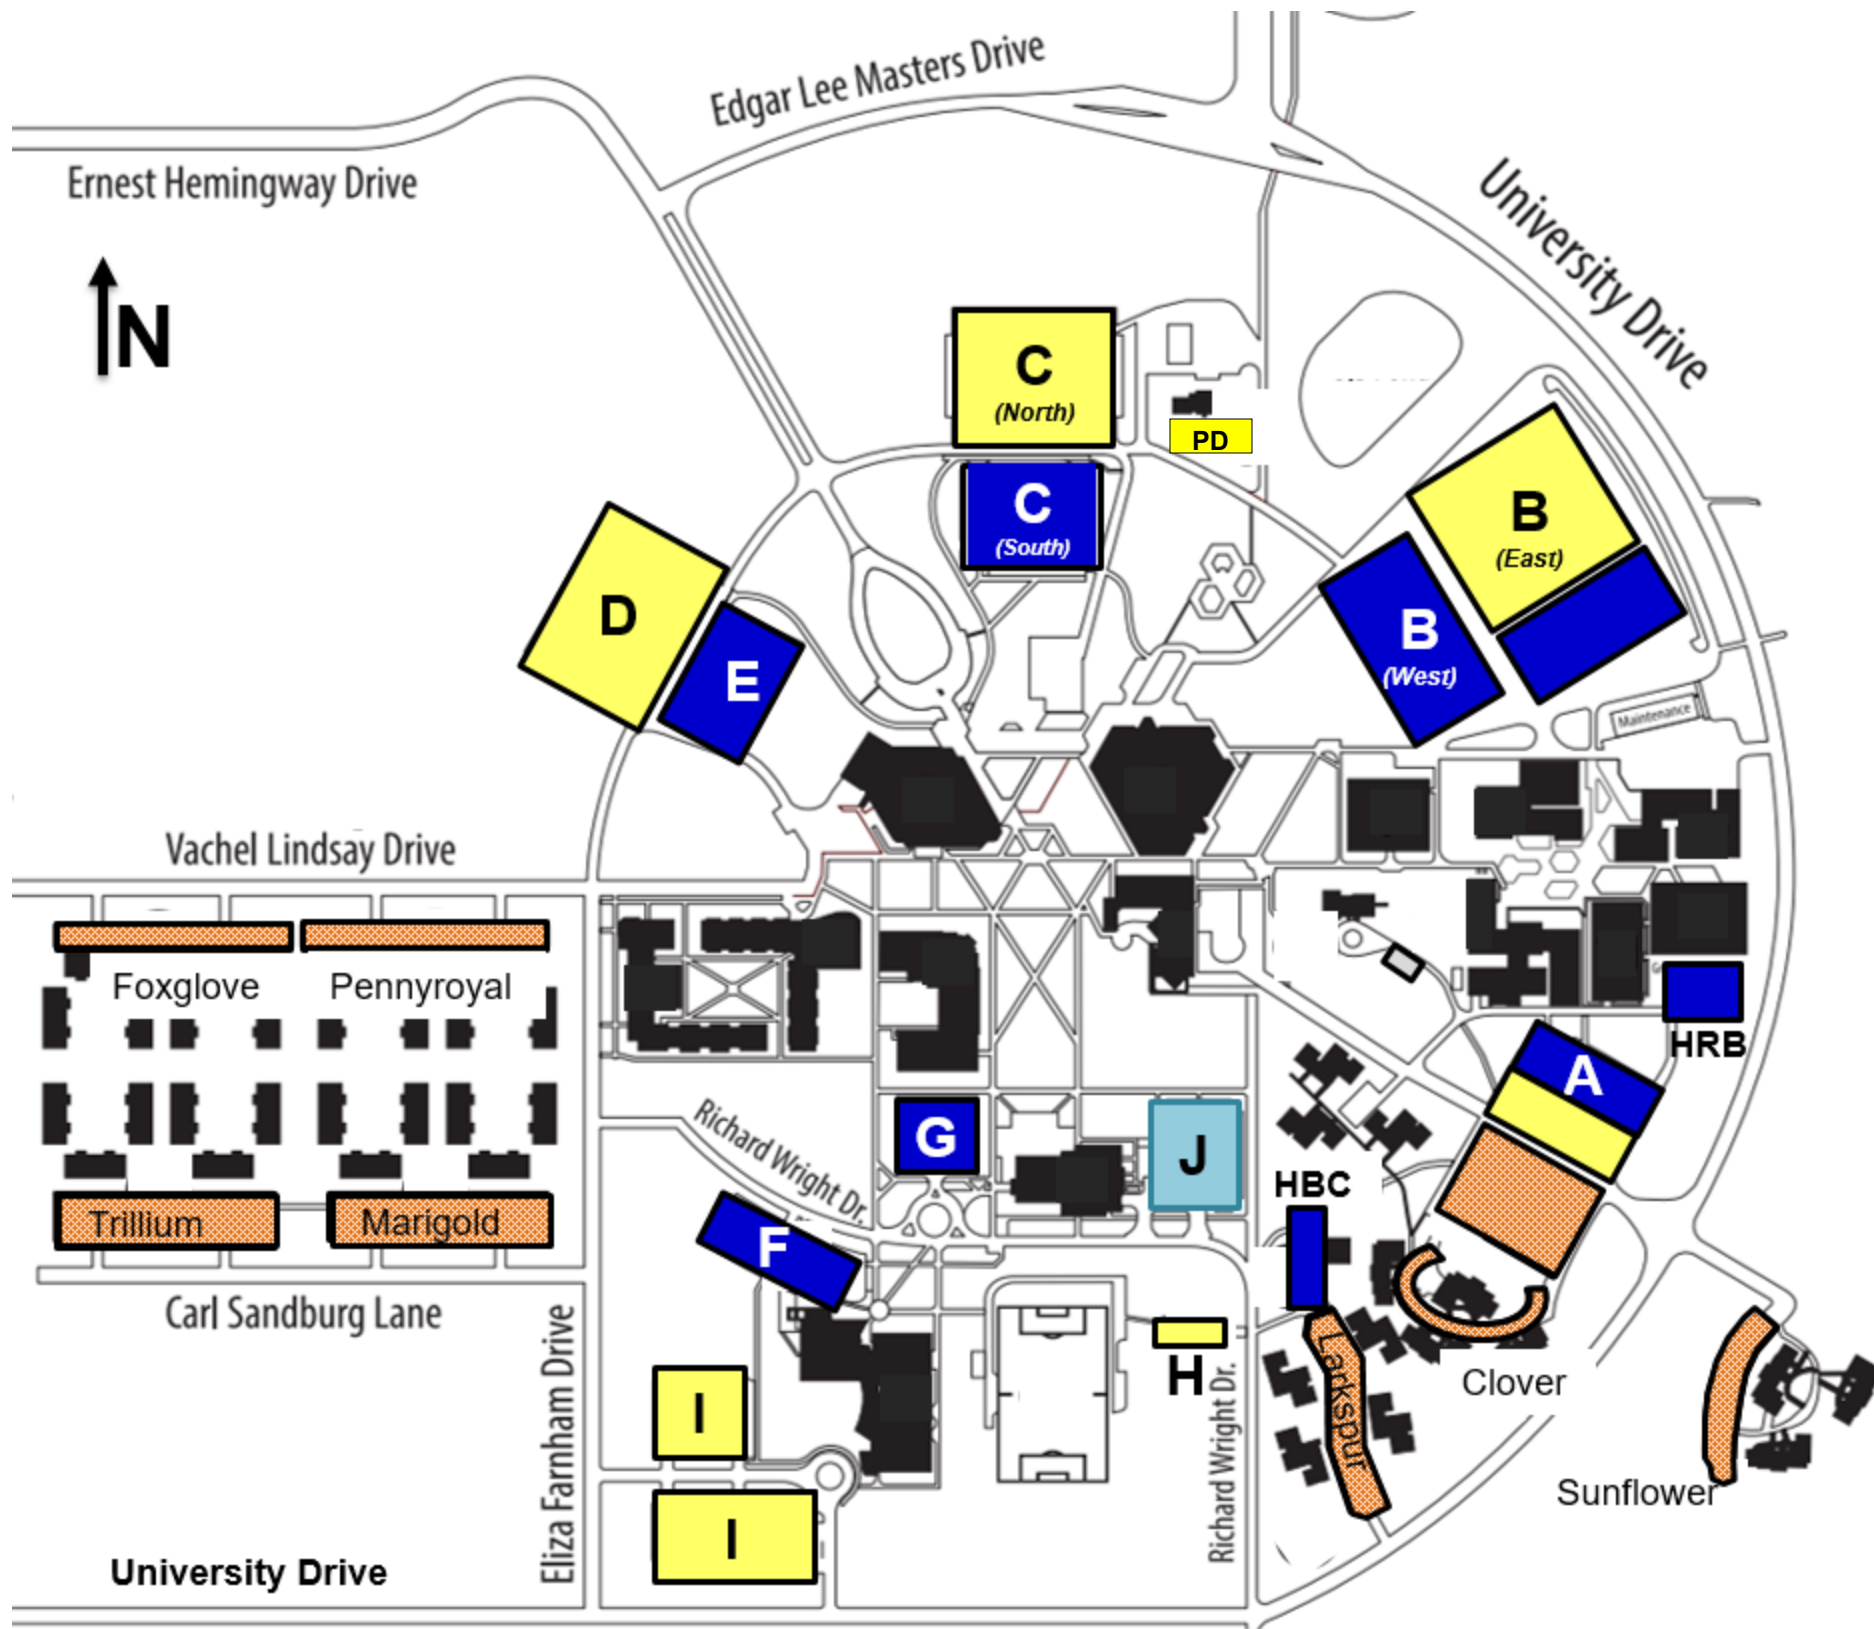 Edgar Lee Masters Drive
Ernest Hemingway Drive
University Drive
N
C
(North)
PD
C
(South)
B
(East)
B
(West)
D
E
Maintenance
Vachel Lindsay Drive
Foxglove
Pennyroyal
HRB
A
Richard Wright Dr.
G
J
HBC
Trillium
Marigold
F
Carl Sandburg Lane
Eliza Farnham Drive
H
Richard Wright Dr.
Larkspur
Clover
I
Sunflower
I
University Drive